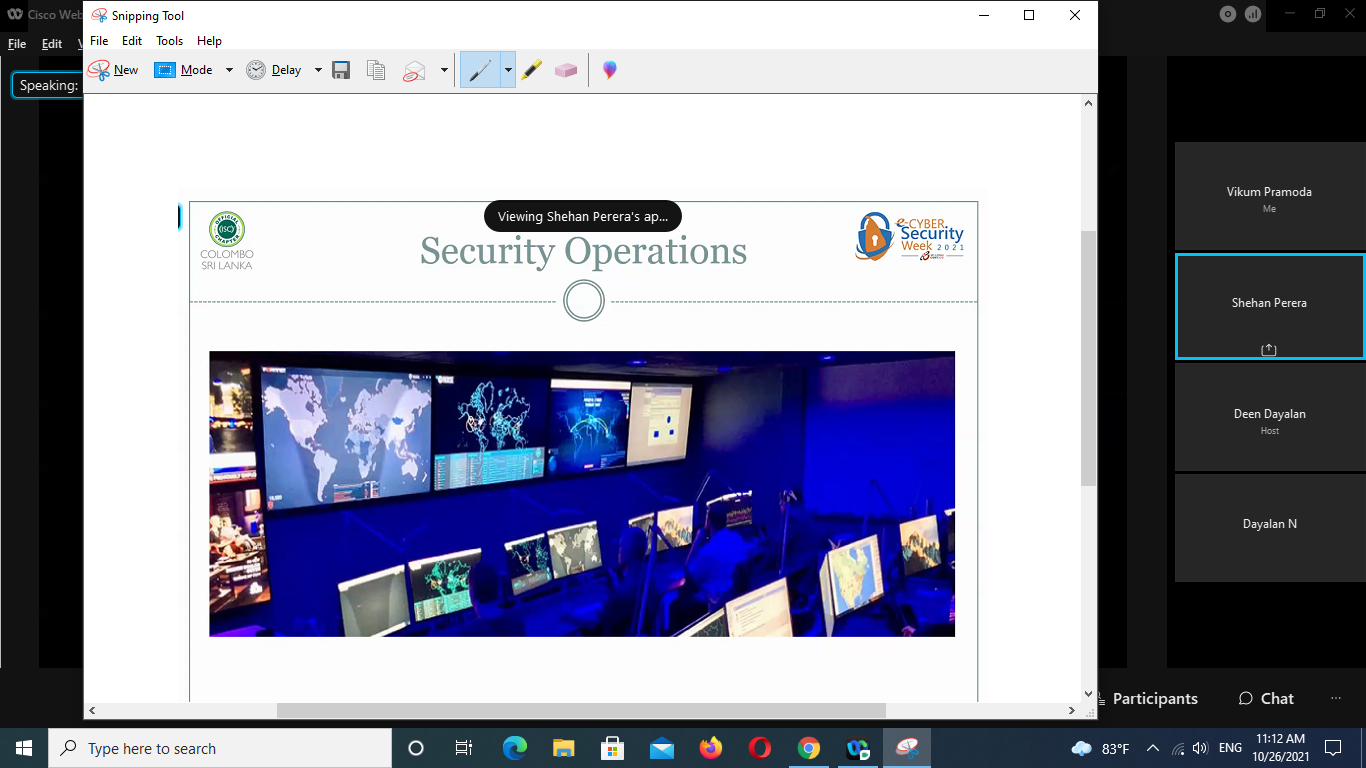 Cisco Web
Snipping Tool
File Edit
File Edit Tools Help
New Mode Delay
Speaking:
OFFICIAL
(ISC)²
CHAPTER
COLOMBO
SRI LANKA
Viewing Shehan Perera's ap...
Security Operations
e-CYBER
Security
Week 2021
Vikum Pramoda
Me
Shehan Perera
Deen Dayalan
Host
Dayalan N
Participants Chat
Type here to search
83°F
ENG
11:12 AM
10/26/2021